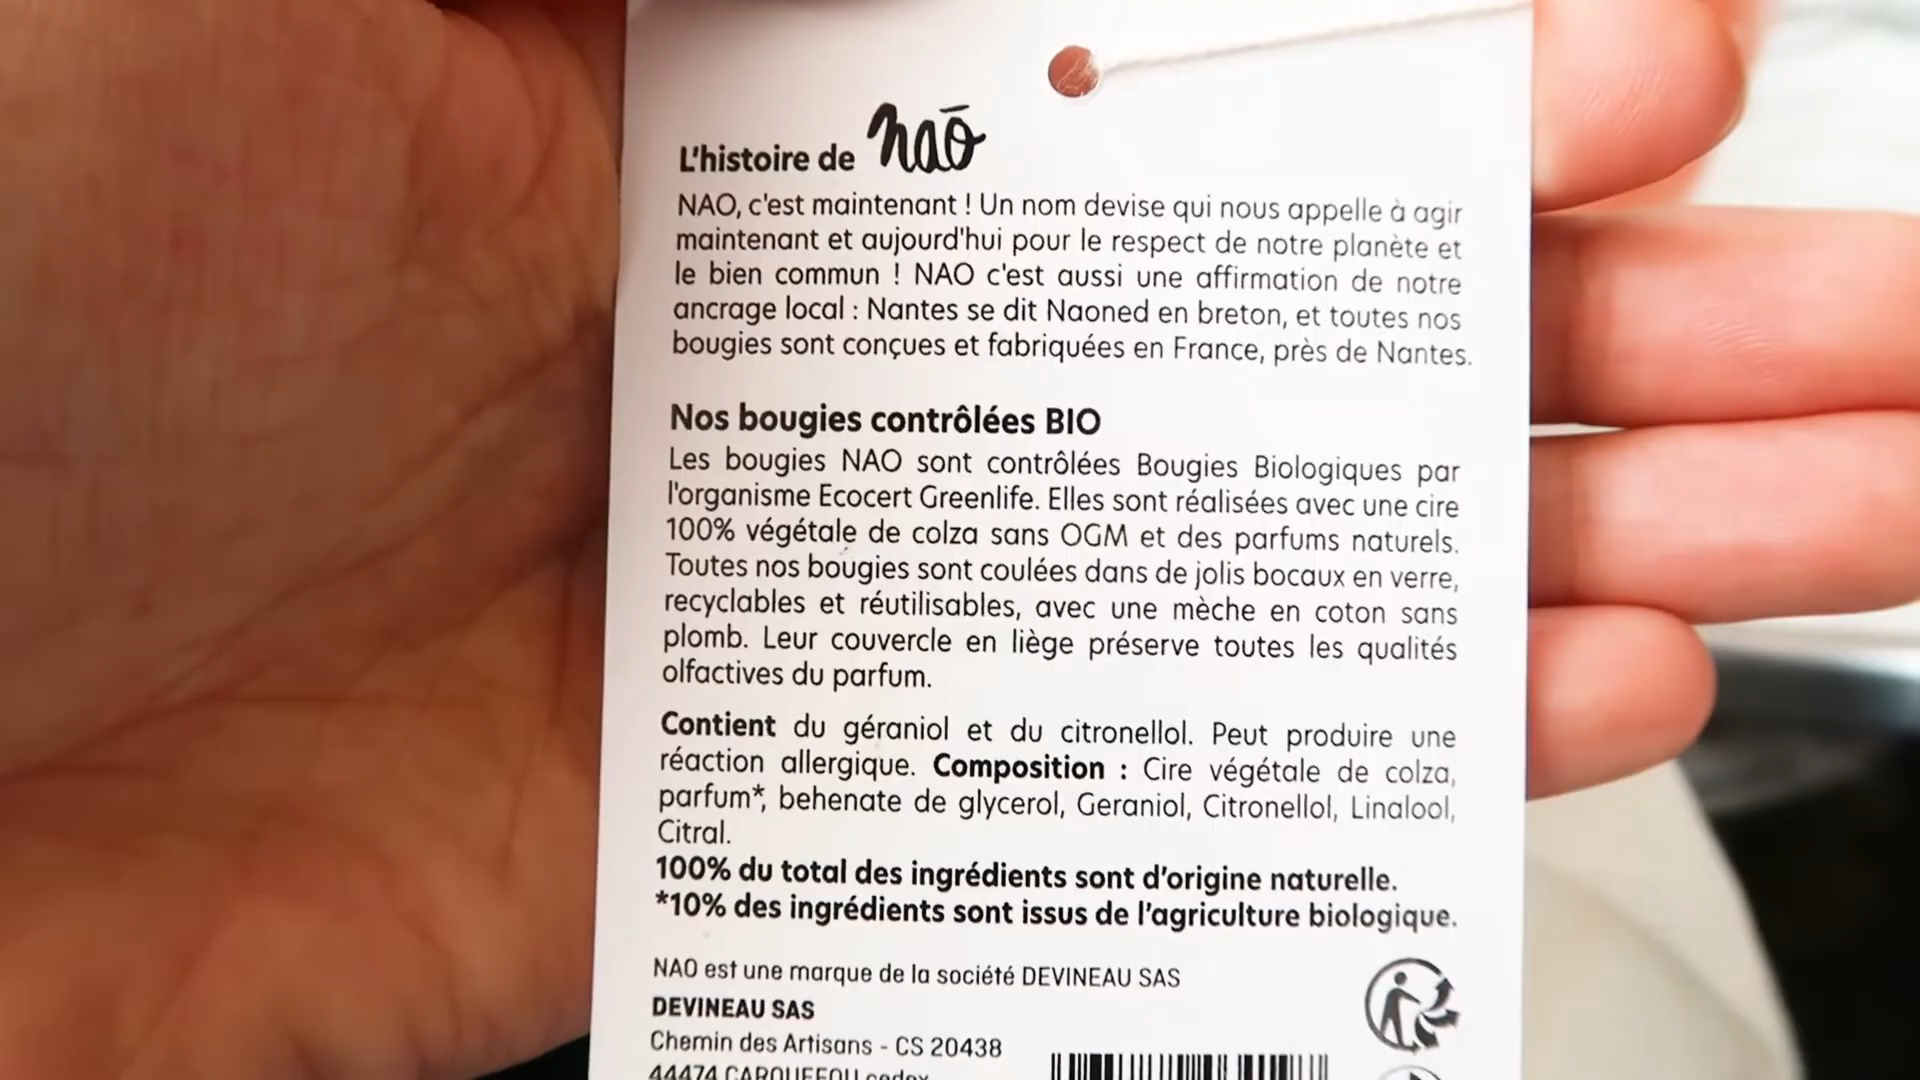 L'histoire de naō
NAO, c'est maintenant ! Un nom devise qui nous appelle à agir
maintenant et aujourd'hui pour le respect de notre planète et
le bien commun ! NAO c'est aussi une affirmation de notre
ancrage local : Nantes se dit Naoned en breton, et toutes nos
bougies sont conçues et fabriquées en France, près de Nantes.
Nos bougies contrôlées BIO
Les bougies NAO sont contrôlées Bougies Biologiques par
l'organisme Ecocert Greenlife. Elles sont réalisées avec une cire
100% végétale de colza sans OGM et des parfums naturels.
Toutes nos bougies sont coulées dans de jolis bocaux en verre,
recyclables et réutilisables, avec une mèche en coton sans
plomb. Leur couvercle en liège préserve toutes les qualités
olfactives du parfum.
Contient du géraniol et du citronellol. Peut produire une
réaction allergique. Composition : Cire végétale de colza,
parfum*, behenate de glycerol, Geraniol, Citronellol, Linalool,
Citral.
100% du total des ingrédients sont d'origine naturelle.
*10% des ingrédients sont issus de l'agriculture biologique.
NAO est une marque de la société DEVINEAU SAS
DEVINEAU SAS
Chemin des Artisans - CS 20438
44474 CARQUEFOU cedex